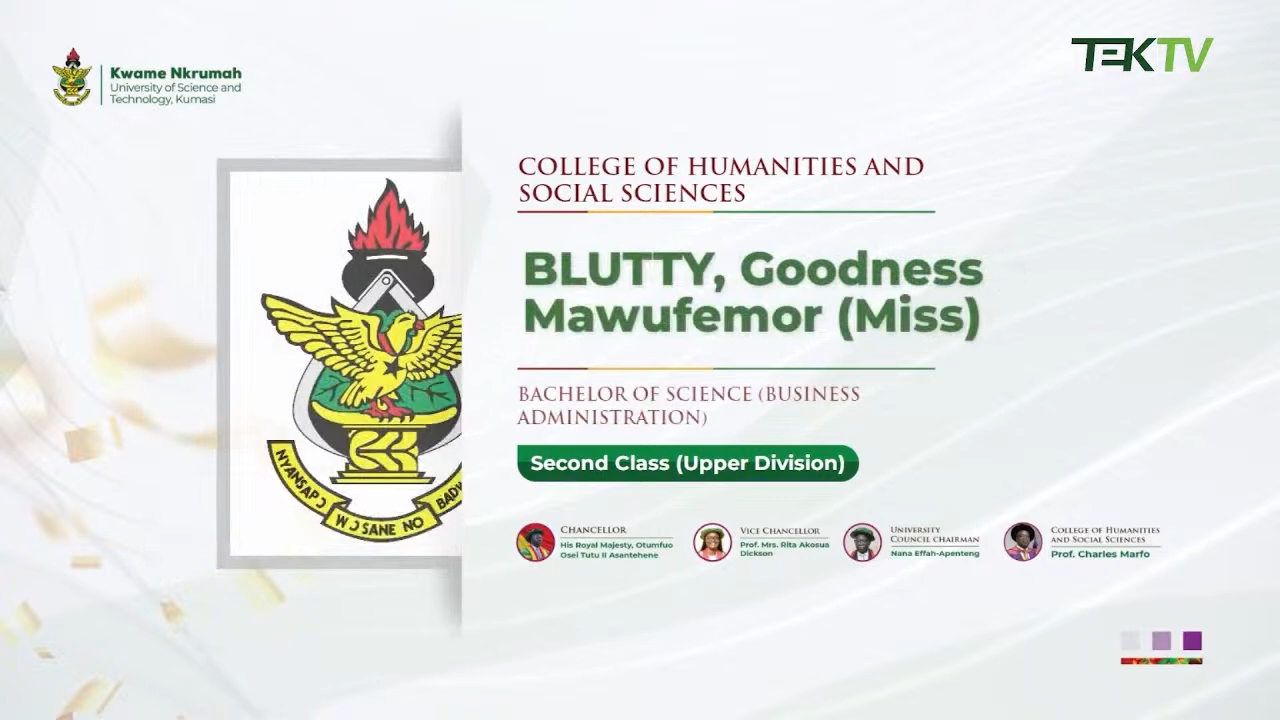 Kwame Nkrumah
University of Science and
Technology, Kumasi
TEKTV
COLLEGE OF HUMANITIES AND
SOCIAL SCIENCES
BLUTTY, Goodness
Mawufemor (Miss)
BACHELOR OF SCIENCE (BUSINESS
ADMINISTRATION)
Second Class (Upper Division)
NYANSAPƆ WƆSANE NO BADW
CHANCELLOR
His Royal Majesty, Otumfuo
Osei Tutu II Asantehene
VICE CHANCELLOR
Prof. Mrs. Rita Akosua
Dickson
UNIVERSITY
COUNCIL CHAIRMAN
Nana Effah-Apenteng
COLLEGE OF HUMANITIES
AND SOCIAL SCIENCES
Prof. Charles Marfo